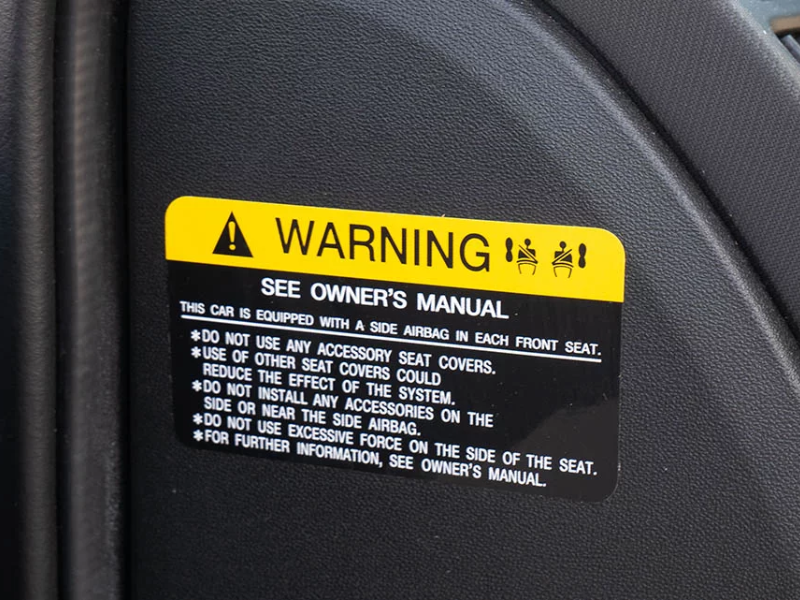 WARNING
SEE OWNER'S MANUAL
THIS CAR IS EQUIPPED WITH A SIDE AIRBAG IN EACH FRONT SEAT.
*DO NOT USE ANY ACCESSORY SEAT COVERS.
*USE OF OTHER SEAT COVERS COULD
REDUCE THE EFFECT OF THE SYSTEM.
*DO NOT INSTALL ANY ACCESSORIES ON THE
SIDE OR NEAR THE SIDE AIRBAG.
*DO NOT USE EXCESSIVE FORCE ON THE SIDE OF THE SEAT.
*FOR FURTHER INFORMATION, SEE OWNER'S MANUAL.